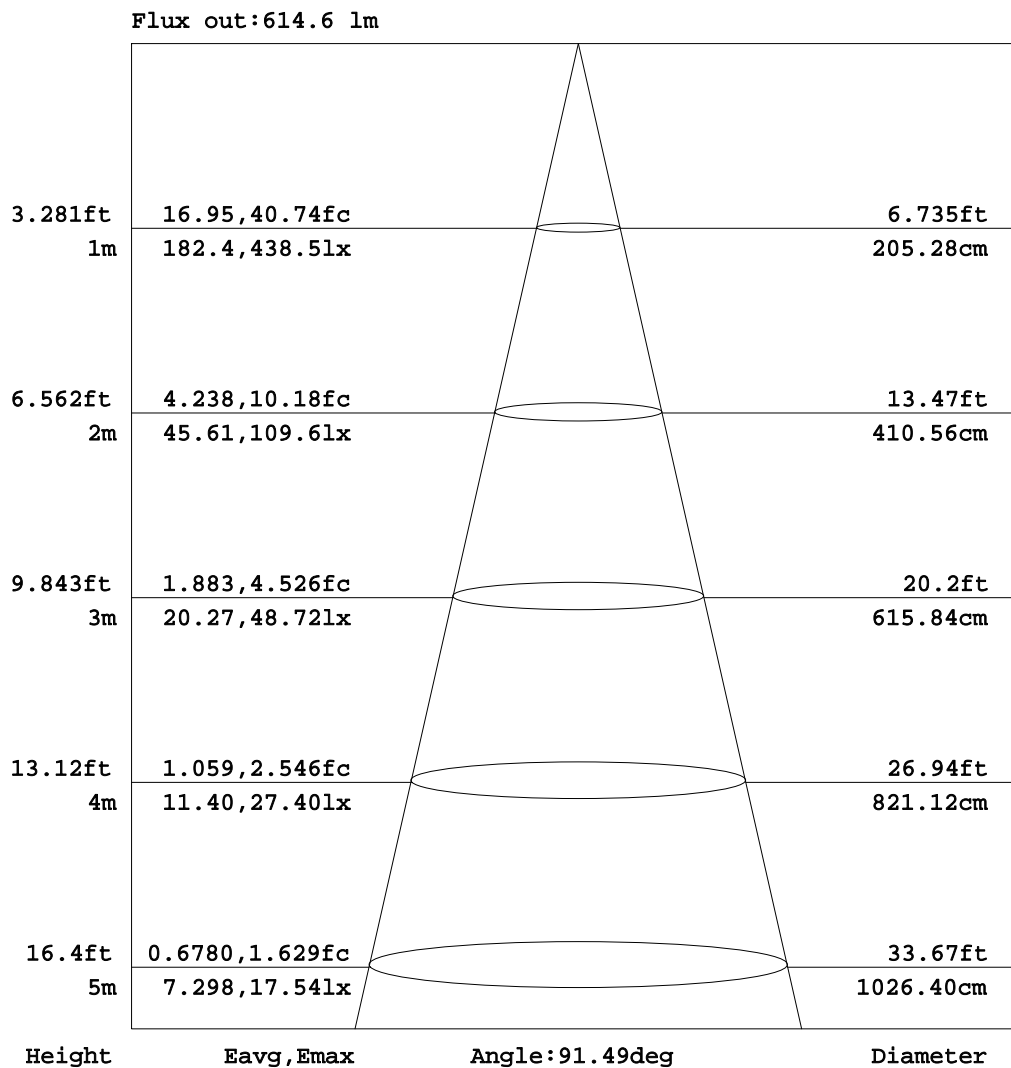 Flux out:614.6 lm
3.281ft 16.95,40.74fc 6.735ft
1m 182.4,438.5lx 205.28cm
6.562ft 4.238,10.18fc 13.47ft
2m 45.61,109.6lx 410.56cm
9.843ft 1.883,4.526fc 20.2ft
3m 20.27,48.72lx 615.84cm
13.12ft 1.059,2.546fc 26.94ft
4m 11.40,27.40lx 821.12cm
16.4ft 0.6780,1.629fc 33.67ft
5m 7.298,17.54lx 1026.40cm
Height Eavg,Emax Angle:91.49deg Diameter